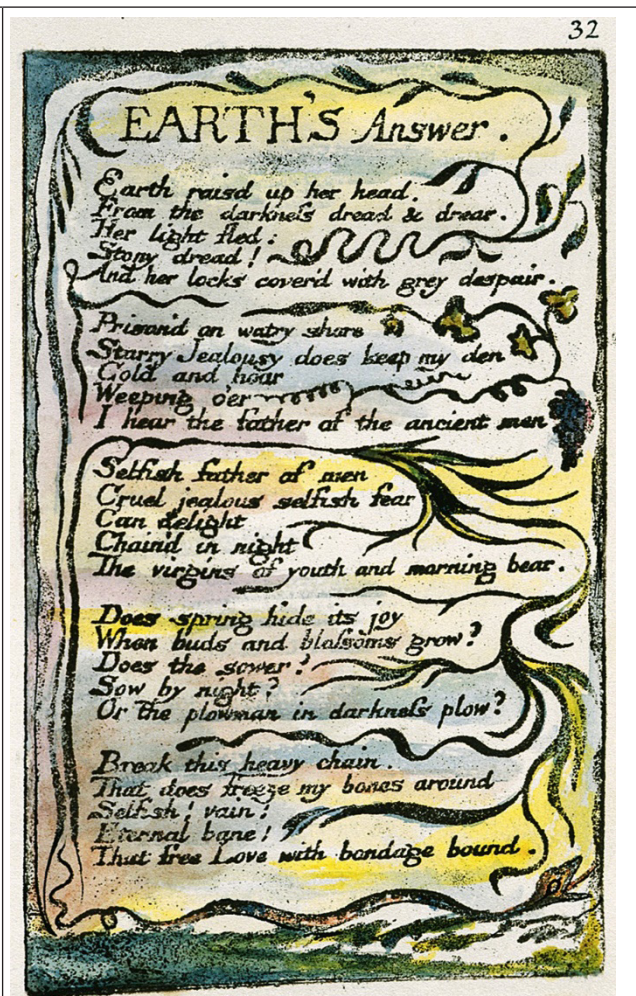 32
EARTH'S Answer.
Earth raisd up her head.
From the darkneſs dread & drear.
Her light fled:
Stony dread!
And her locks cover'd with grey despair.
Prison'd on watry shore
Starry Jealousy does keep my den
Cold and hoar
Weeping o'er
I hear the father of the ancient men
Selfish father of men
Cruel jealous selfish fear
Can delight
Chain'd in night
The virgins of youth and morning bear.
Does spring hide its joy
When buds and bloſsoms grow?
Does the sower?
Sow by night?
Or the plowman in darkneſs plow?
Break this heavy chain.
That does freeze my bones around
Selfish! vain!
Eternal bane!
That free Love with bondage bound.